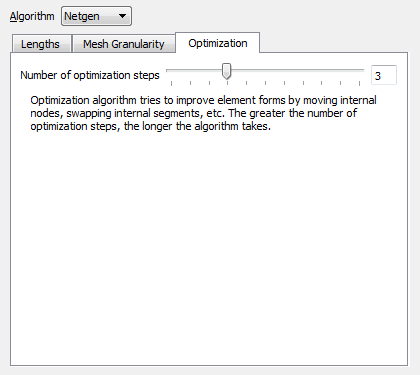 Algorithm Netgen
Lengths Mesh Granularity Optimization
Number of optimization steps 3
Optimization algorithm tries to improve element forms by moving internal
nodes, swapping internal segments, etc. The greater the number of
optimization steps, the longer the algorithm takes.